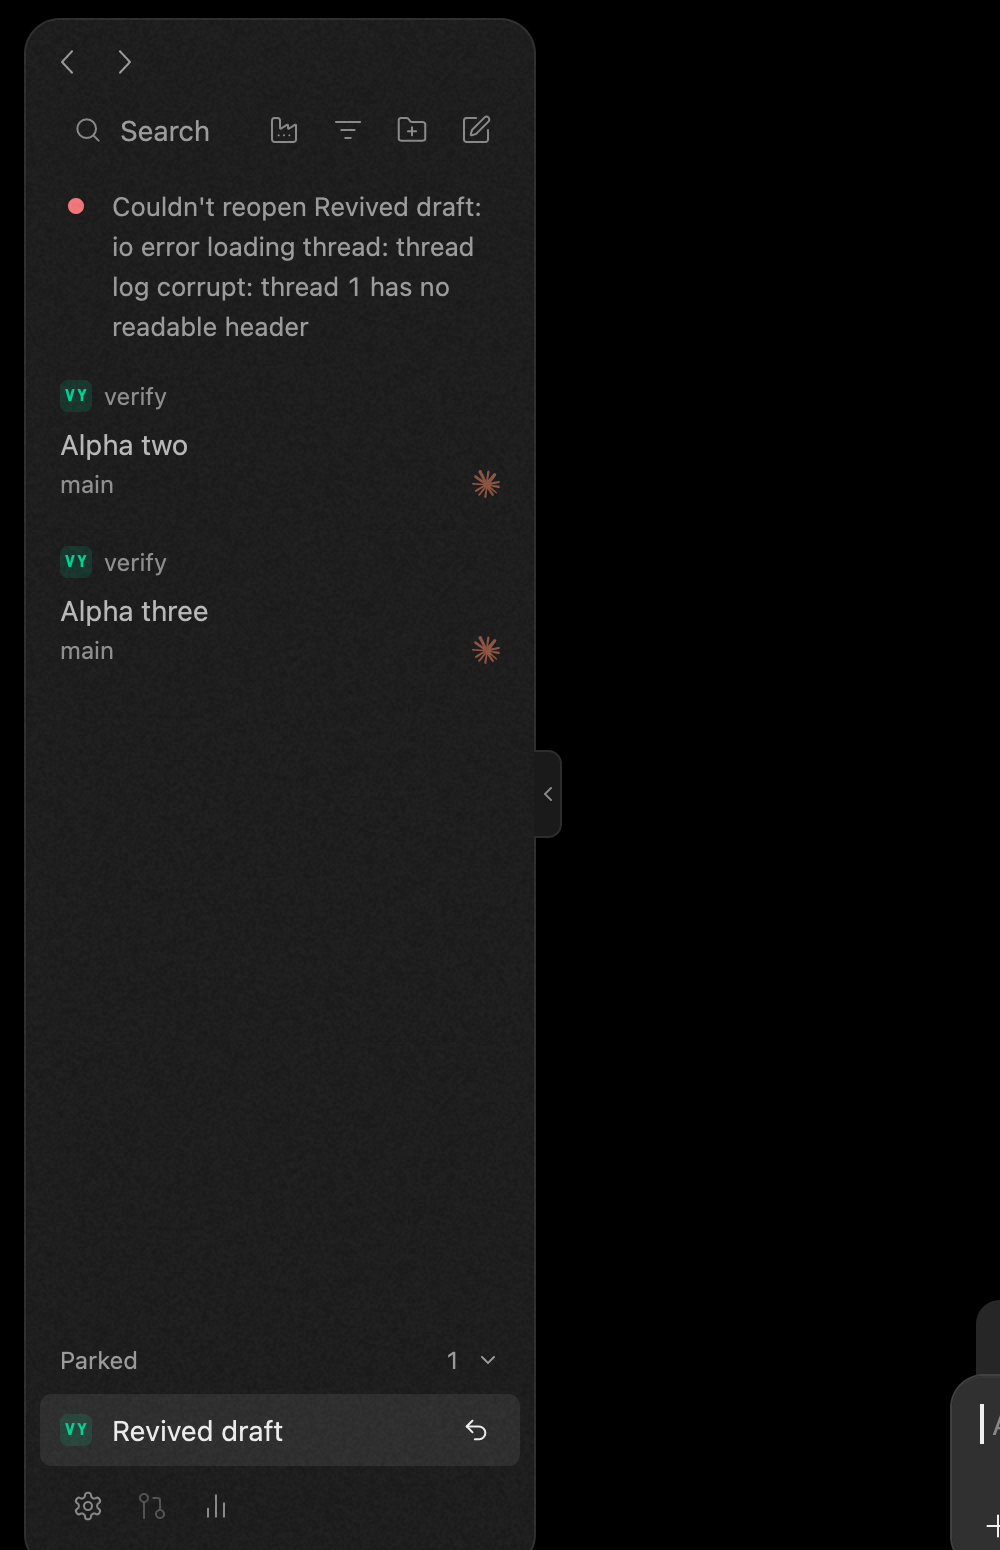 Search
Couldn't reopen Revived draft:
io error loading thread: thread
log corrupt: thread 1 has no
readable header
VY verify
Alpha two
main
VY verify
Alpha three
main
Parked 1
VY Revived draft